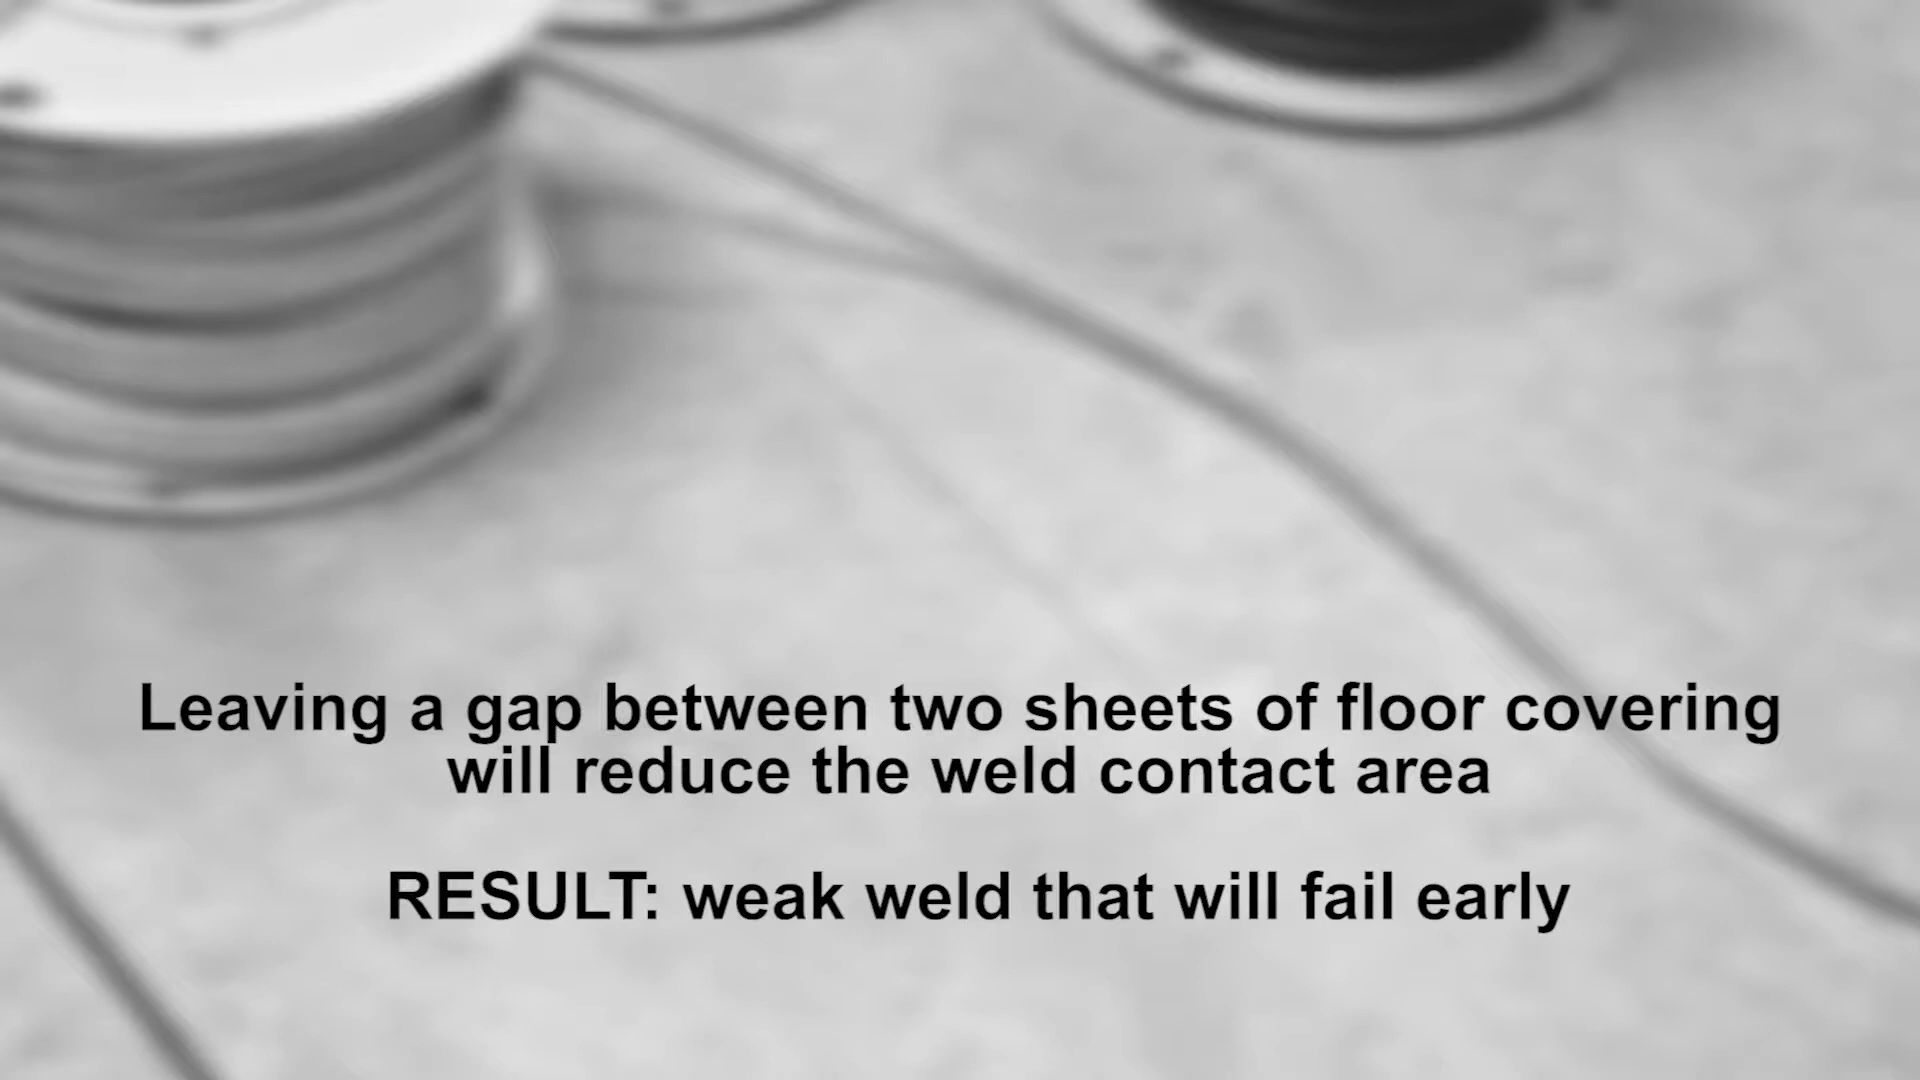 Leaving a gap between two sheets of floor covering
will reduce the weld contact area
RESULT: weak weld that will fail early